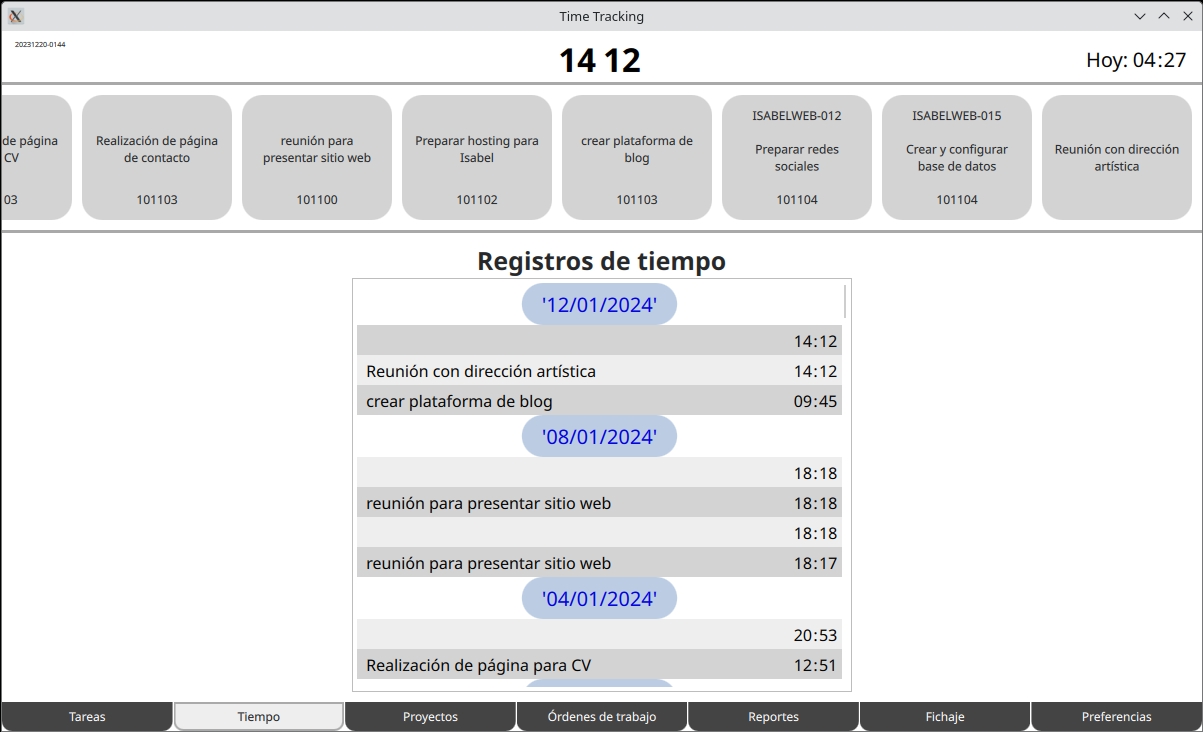 Time Tracking
20231220-0144
14 12
Hoy: 04:27
de página
CV
03
Realización de página
de contacto
101103
reunión para
presentar sitio web
101100
Preparar hosting para
Isabel
101102
crear plataforma de
blog
101103
ISABELWEB-012
Preparar redes
sociales
101104
ISABELWEB-015
Crear y configurar
base de datos
101104
Reunión con dirección
artística
Registros de tiempo
'12/01/2024'
14:12
Reunión con dirección artística 14:12
crear plataforma de blog 09:45
'08/01/2024'
18:18
reunión para presentar sitio web 18:18
18:18
reunión para presentar sitio web 18:17
'04/01/2024'
20:53
Realización de página para CV 12:51
Tareas Tiempo Proyectos Órdenes de trabajo Reportes Fichaje Preferencias